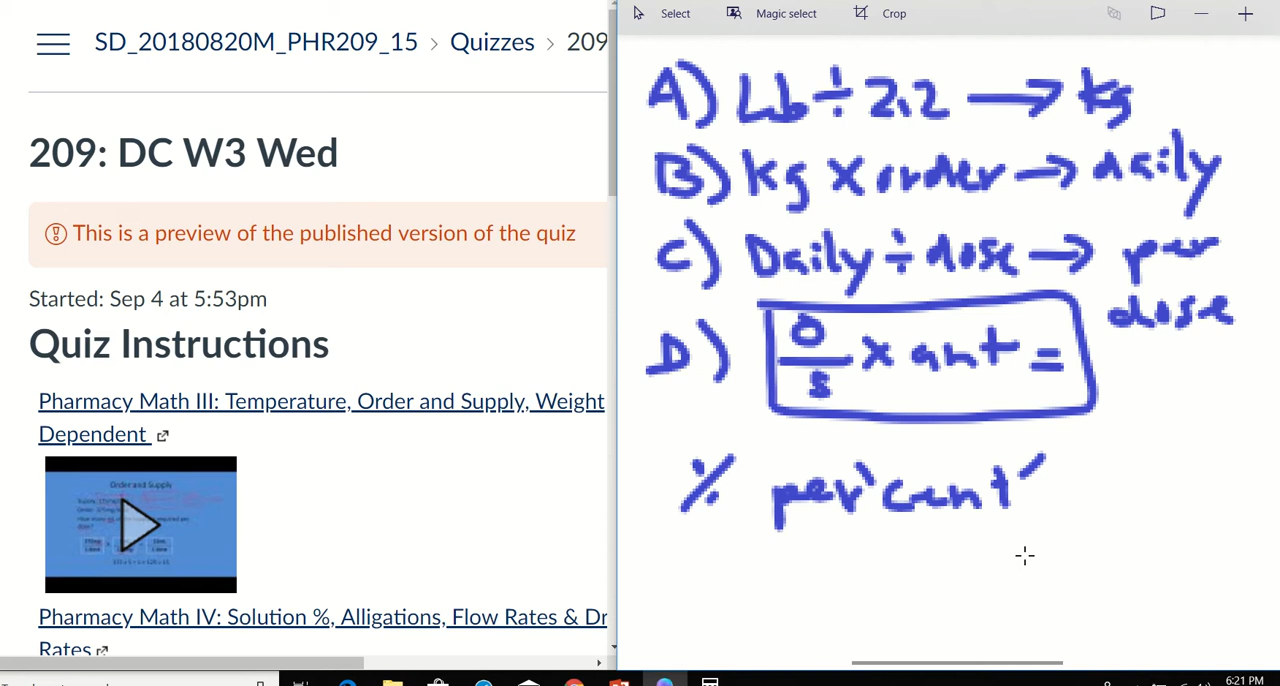 SD_20180820M_PHR209_15 › Quizzes › 209
209: DC W3 Wed
This is a preview of the published version of the quiz
Started: Sep 4 at 5:53pm
Quiz Instructions
Pharmacy Math III: Temperature, Order and Supply, Weight
Dependent
Order and Supply
Pharmacy Math IV: Solution %, Alligations, Flow Rates & Dr
Rates
Select Magic select Crop
A) Lb ÷ 2.2 → kg
B) kg x order → daily
C) Daily ÷ dose → per
dose
D) O/s x amt =
% per 'cent'
6:21 PM